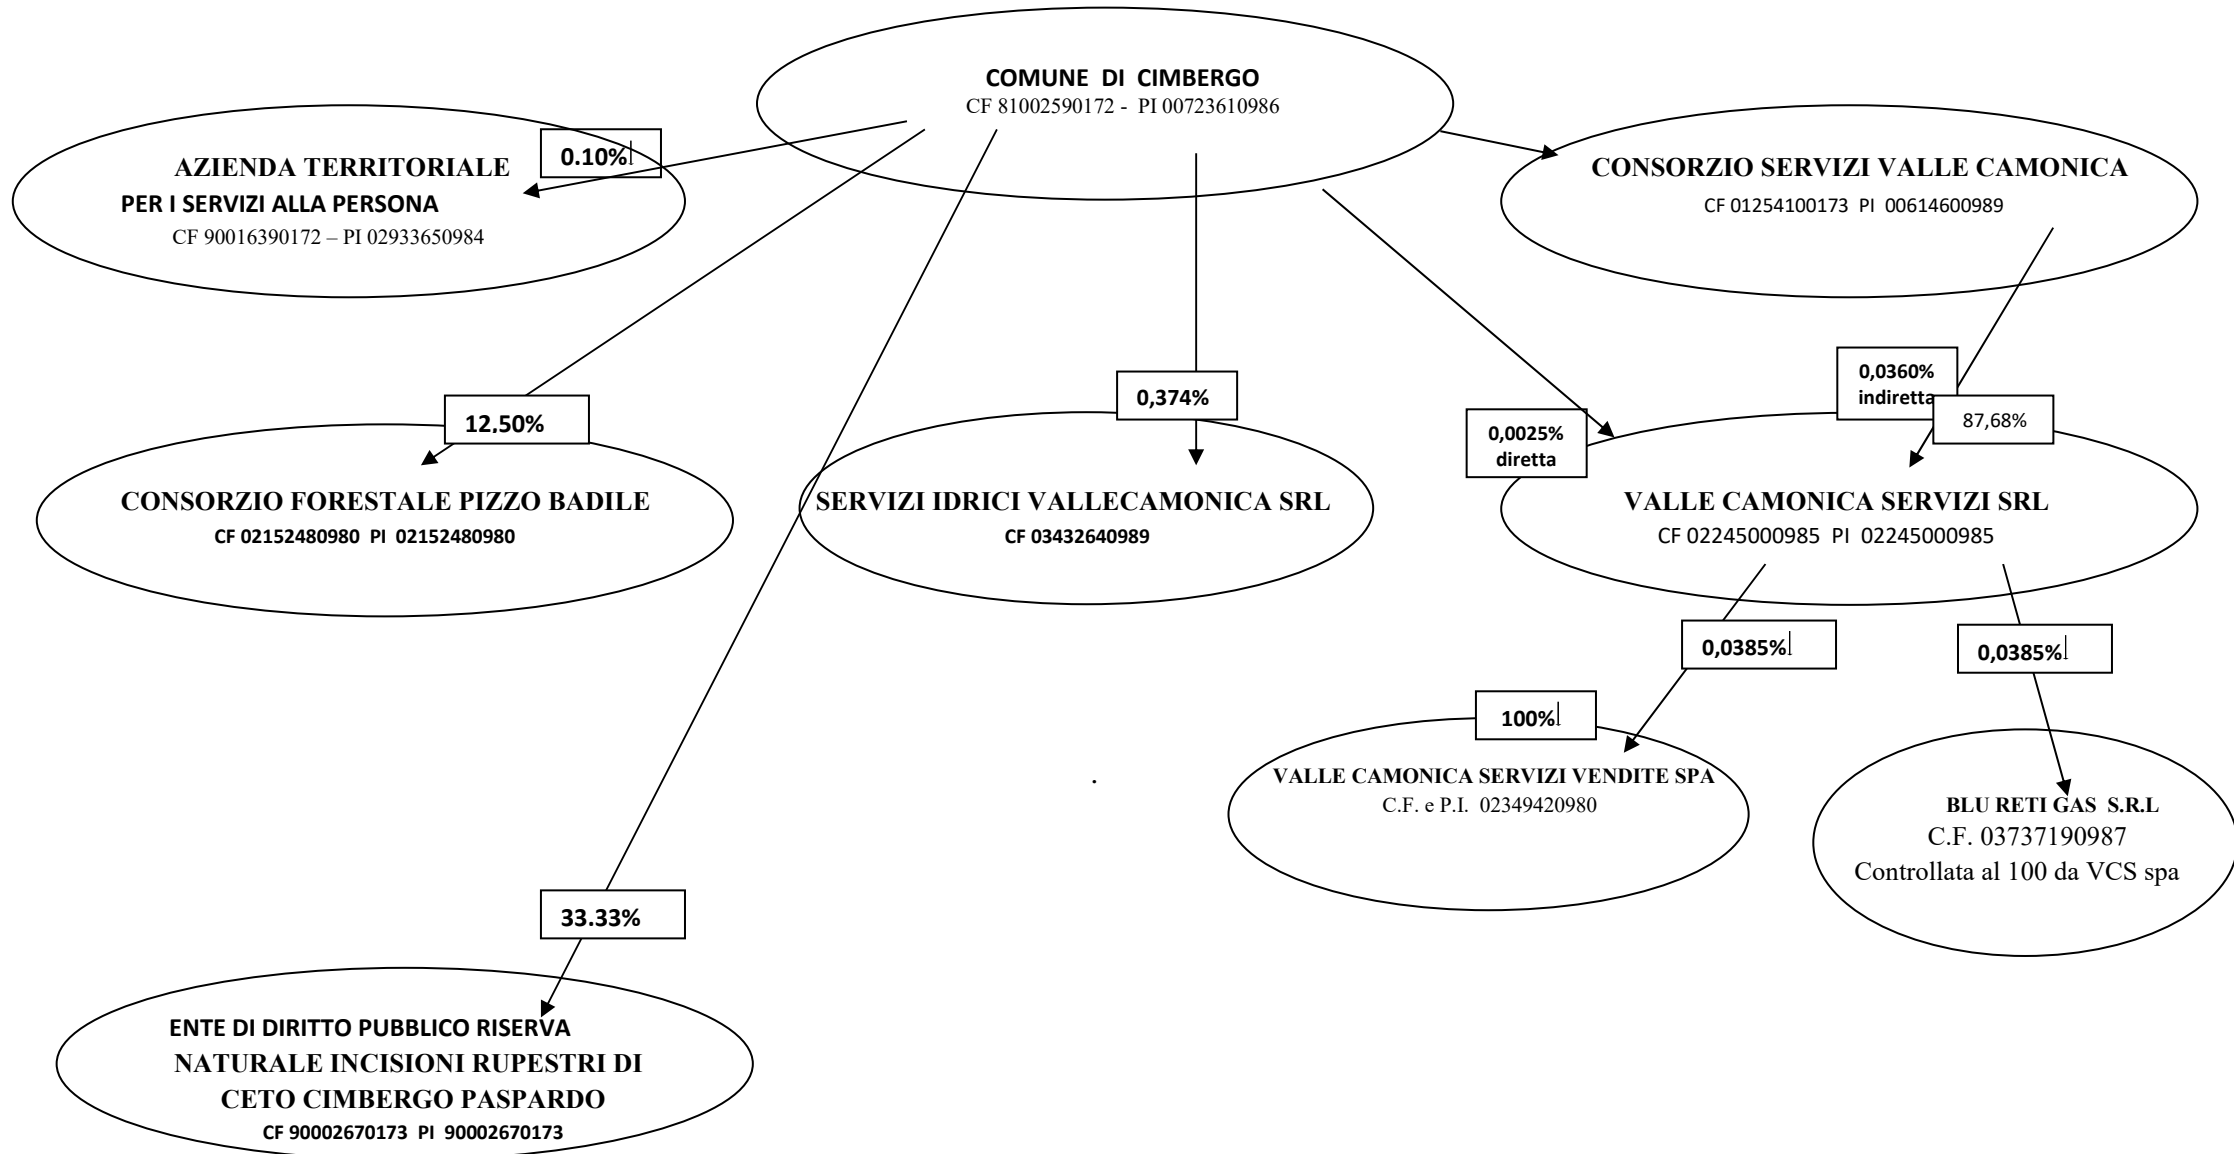 COMUNE DI CIMBERGO
CF 81002590172 - PI 00723610986
0.10%
AZIENDA TERRITORIALE
PER I SERVIZI ALLA PERSONA
CF 90016390172 – PI 02933650984
CONSORZIO SERVIZI VALLE CAMONICA
CF 01254100173 PI 00614600989
12,50%
CONSORZIO FORESTALE PIZZO BADILE
CF 02152480980 PI 02152480980
0,374%
SERVIZI IDRICI VALLECAMONICA SRL
CF 03432640989
0,0025%
diretta
0,0360%
indiretta
87,68%
VALLE CAMONICA SERVIZI SRL
CF 02245000985 PI 02245000985
0,0385%
0,0385%
100%
VALLE CAMONICA SERVIZI VENDITE SPA
C.F. e P.I. 02349420980
.
BLU RETI GAS S.R.L
C.F. 03737190987
Controllata al 100 da VCS spa
33.33%
ENTE DI DIRITTO PUBBLICO RISERVA
NATURALE INCISIONI RUPESTRI DI
CETO CIMBERGO PASPARDO
CF 90002670173 PI 90002670173